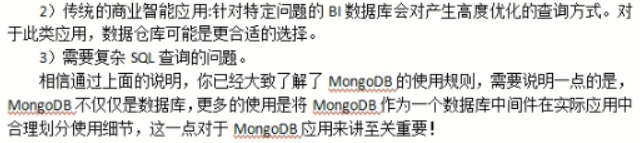 2）传统的商业智能应用:针对特定问题的 BI 数据库会对产生高度优化的查询方式。对
于此类应用，数据仓库可能是更合适的选择。
3）需要复杂 SQL 查询的问题。
相信通过上面的说明，你已经大致了解了 MongoDB 的使用规则，需要说明一点的是，
MongoDB 不仅仅是数据库，更多的使用是将 MongoDB 作为一个数据库中间件在实际应用中
合理划分使用细节，这一点对于 MongoDB 应用来讲至关重要！